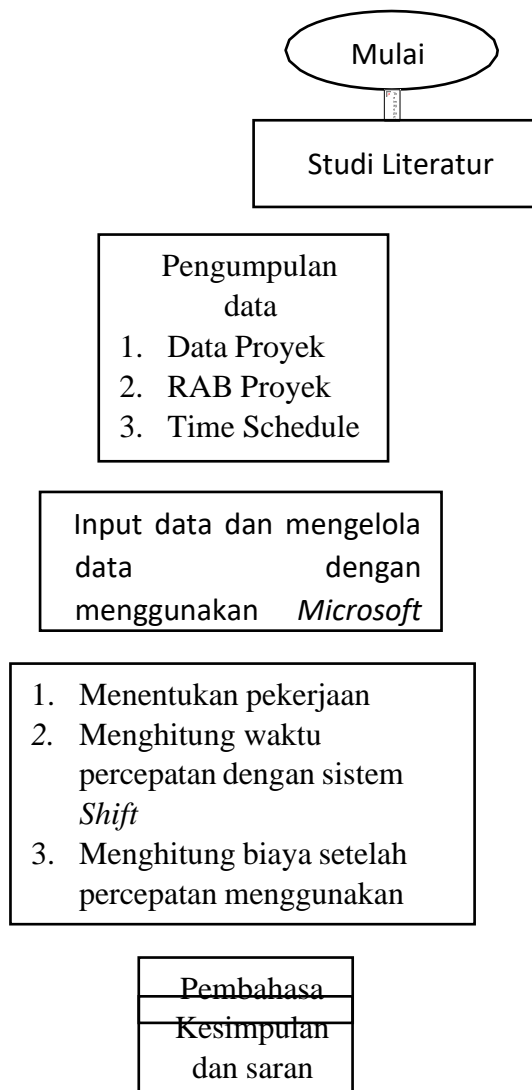 Mulai
Studi Literatur
Pengumpulan
data
1. Data Proyek
2. RAB Proyek
3. Time Schedule
Input data dan mengelola
data dengan
menggunakan Microsoft
1. Menentukan pekerjaan
2. Menghitung waktu
percepatan dengan sistem
Shift
3. Menghitung biaya setelah
percepatan menggunakan
Pembahasa
Kesimpulan
dan saran